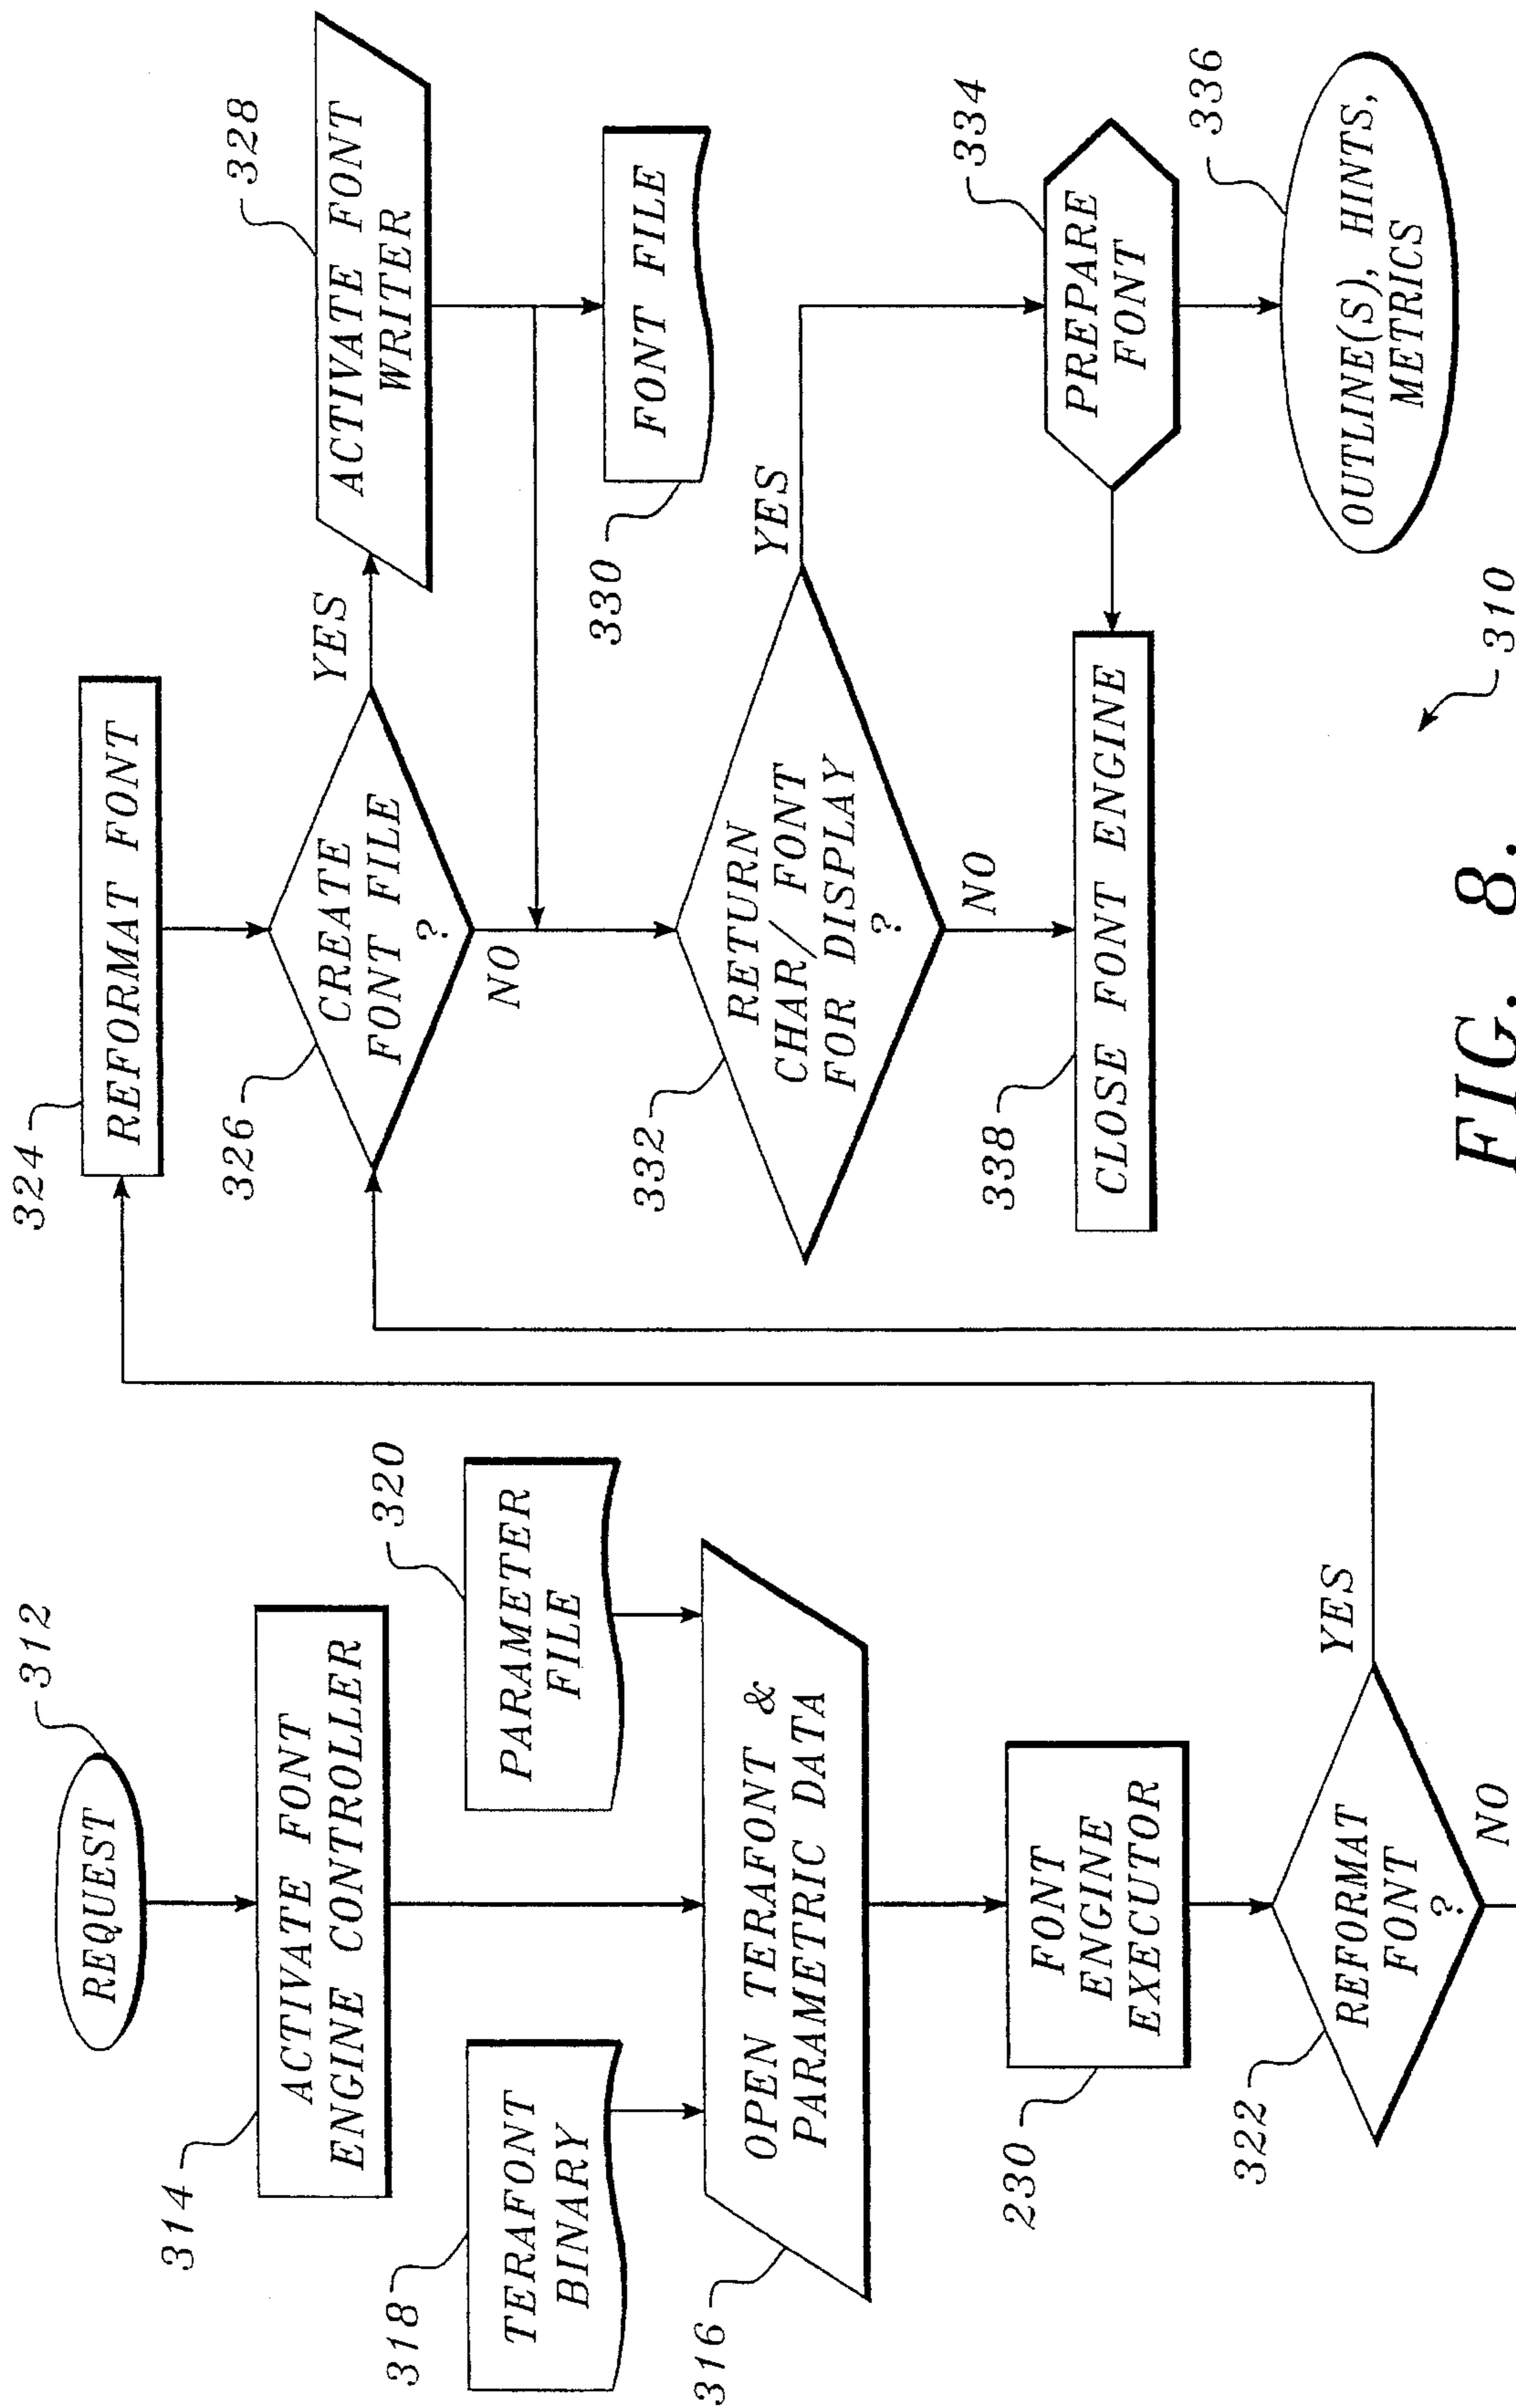 312
REQUEST
314
ACTIVATE FONT
ENGINE CONTROLLER
318
TERAFONT
BINARY
320
PARAMETER
FILE
316
OPEN TERAFONT &
PARAMETRIC DATA
230
FONT
ENGINE
EXECUTOR
322
REFORMAT
FONT
?
YES
NO
324
REFORMAT FONT
326
CREATE
FONT FILE
?
YES
NO
328
ACTIVATE FONT
WRITER
330
FONT FILE
332
RETURN
CHAR/ FONT
FOR DISPLAY
?
YES
NO
334
PREPARE
FONT
336
OUTLINE(S), HINTS,
METRICS
338
CLOSE FONT ENGINE
310
FIG. 8.